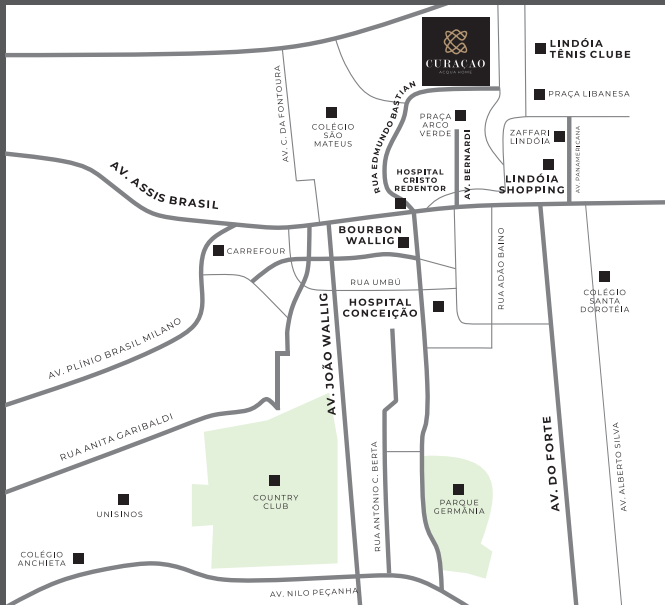 CURACAO
ACQUA HOME
LINDÓIA
TÊNIS CLUBE
PRAÇA LIBANESA
AV. C. DA FONTOURA
COLÉGIO
SÃO
MATEUS
RUA EDMUNDO BASTIAN
PRAÇA
ARCO
VERDE
AV. BERNARDI
ZAFFARI
LINDÓIA
AV. PANAMERICANA
LINDÓIA
SHOPPING
HOSPITAL
CRISTO
REDENTOR
AV. ASSIS BRASIL
BOURBON
WALLIG
CARREFOUR
RUA UMBÚ
RUA ADÃO BAINO
HOSPITAL
CONCEIÇÃO
COLÉGIO
SANTA
DOROTÉIA
AV. PLÍNIO BRASIL MILANO
AV. JOÃO WALLIG
RUA ANITA GARIBALDI
RUA ANTÔNIO C. BERTA
AV. DO FORTE
AV. ALBERTO SILVA
COUNTRY
CLUB
PARQUE
GERMÂNIA
UNISINOS
COLÉGIO
ANCHIETA
AV. NILO PEÇANHA